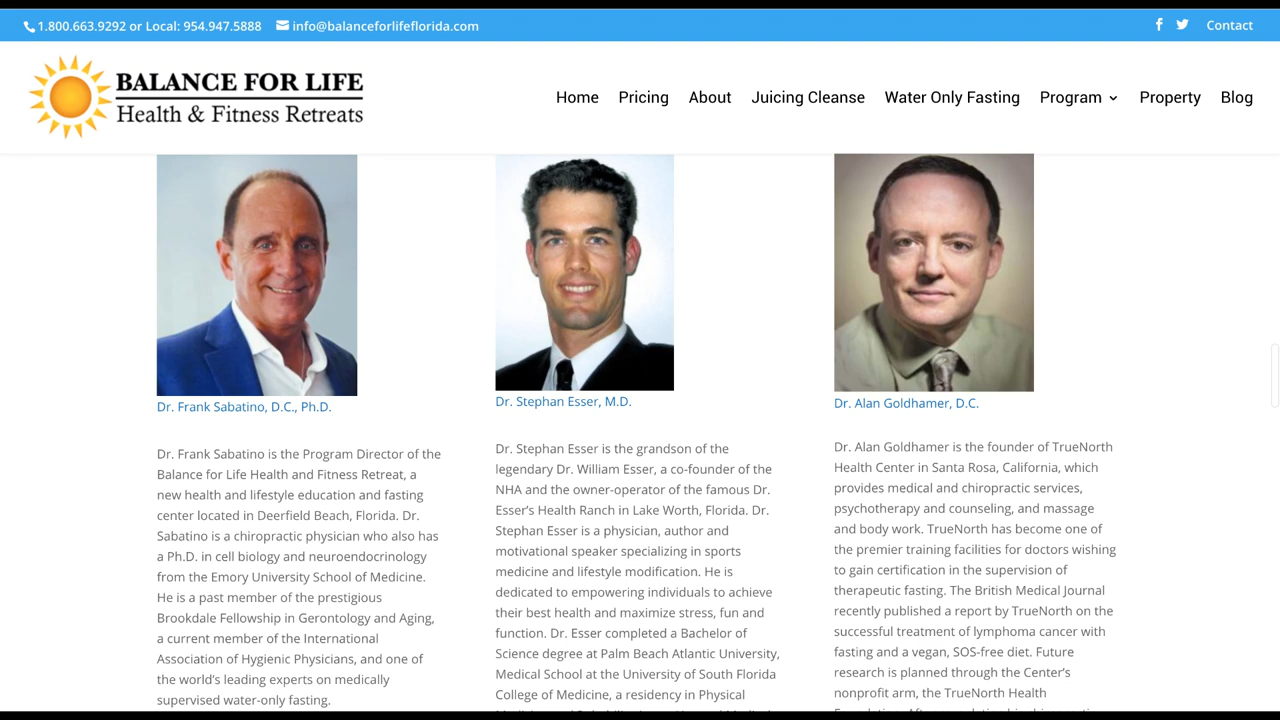 1.800.663.9292 or Local: 954.947.5888 info@balanceforlifeflorida.com Contact
BALANCE FOR LIFE
Health & Fitness Retreats
Home Pricing About Juicing Cleanse Water Only Fasting Program Property Blog
Dr. Frank Sabatino, D.C., Ph.D.
Dr. Frank Sabatino is the Program Director of the
Balance for Life Health and Fitness Retreat, a
new health and lifestyle education and fasting
center located in Deerfield Beach, Florida. Dr.
Sabatino is a chiropractic physician who also has
a Ph.D. in cell biology and neuroendocrinology
from the Emory University School of Medicine.
He is a past member of the prestigious
Brookdale Fellowship in Gerontology and Aging,
a current member of the International
Association of Hygienic Physicians, and one of
the world's leading experts on medically
supervised water-only fasting.
Dr. Stephan Esser, M.D.
Dr. Stephan Esser is the grandson of the
legendary Dr. William Esser, a co-founder of the
NHA and the owner-operator of the famous Dr.
Esser's Health Ranch in Lake Worth, Florida. Dr.
Stephan Esser is a physician, author and
motivational speaker specializing in sports
medicine and lifestyle modification. He is
dedicated to empowering individuals to achieve
their best health and maximize stress, fun and
function. Dr. Esser completed a Bachelor of
Science degree at Palm Beach Atlantic University,
Medical School at the University of South Florida
College of Medicine, a residency in Physical
Dr. Alan Goldhamer, D.C.
Dr. Alan Goldhamer is the founder of TrueNorth
Health Center in Santa Rosa, California, which
provides medical and chiropractic services,
psychotherapy and counseling, and massage
and body work. TrueNorth has become one of
the premier training facilities for doctors wishing
to gain certification in the supervision of
therapeutic fasting. The British Medical Journal
recently published a report by TrueNorth on the
successful treatment of lymphoma cancer with
fasting and a vegan, SOS-free diet. Future
research is planned through the Center's
nonprofit arm, the TrueNorth Health